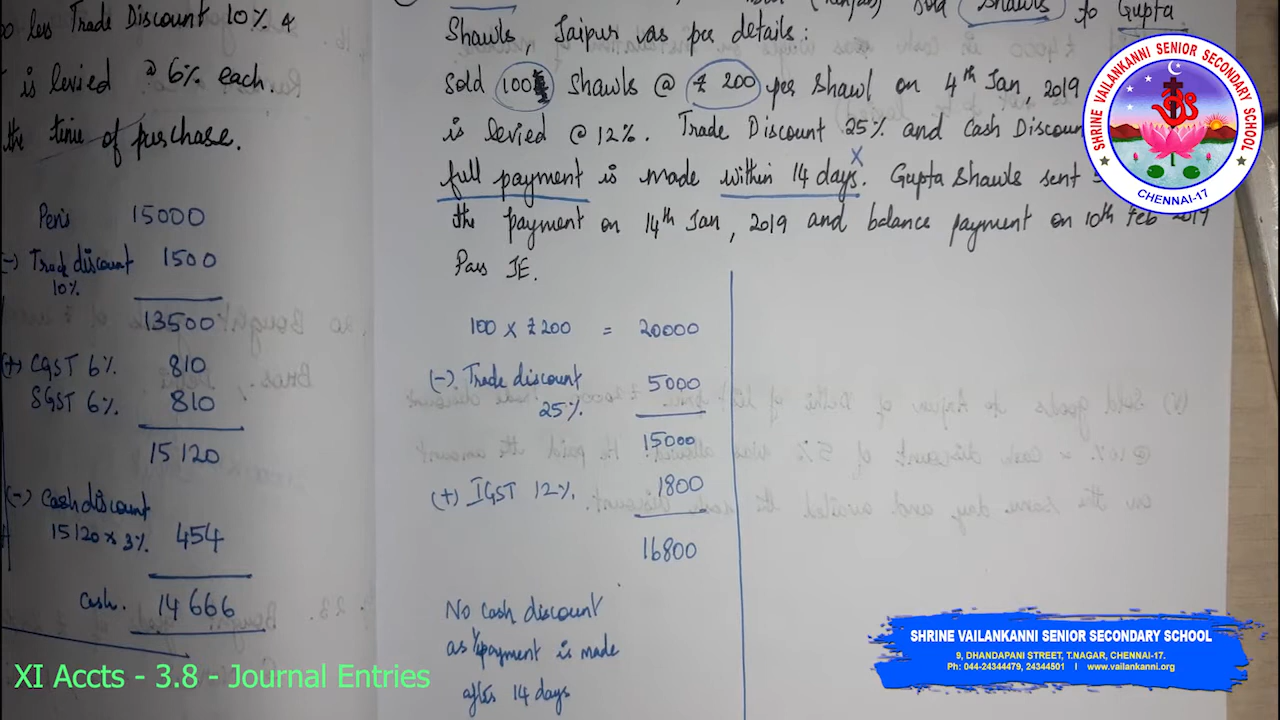 less Trade Discount 10% &
is levied @ 6% each.
the time of purchase.
Pens 15000
(-) Trade discount 1500
10%
13500
(+) CGST 6% 810
SGST 6% 810
15120
(-) Cash discount
15120 x 3% 454
Cash. 14666
sold Shawls to Gupta
Shawls, Jaipur as per details:
Sold 100 Shawls @ ₹ 200 per Shawl on 4th Jan, 2019
is levied @ 12%. Trade Discount 25% and Cash
full payment is made within 14 days. Gupta Shawls sent
x
the payment on 14th Jan, 2019 and balance payment on 10th Feb 2019
Pass JE.
100 x ₹ 200 = 20000
(-) Trade discount 5000
25%
15000
(+) IGST 12% 1800
16800
No cash discount
as payment is made
after 14 days
SHRINE VAILANKANNI SENIOR SECONDARY SCHOOL
CHENNAI-17
SHRINE VAILANKANNI SENIOR SECONDARY SCHOOL
9, DHANDAPANI STREET, T.NAGAR, CHENNAI-17.
Ph: 044-24344479, 24344501 I www.vailankanni.org
XI Accts - 3.8 - Journal Entries